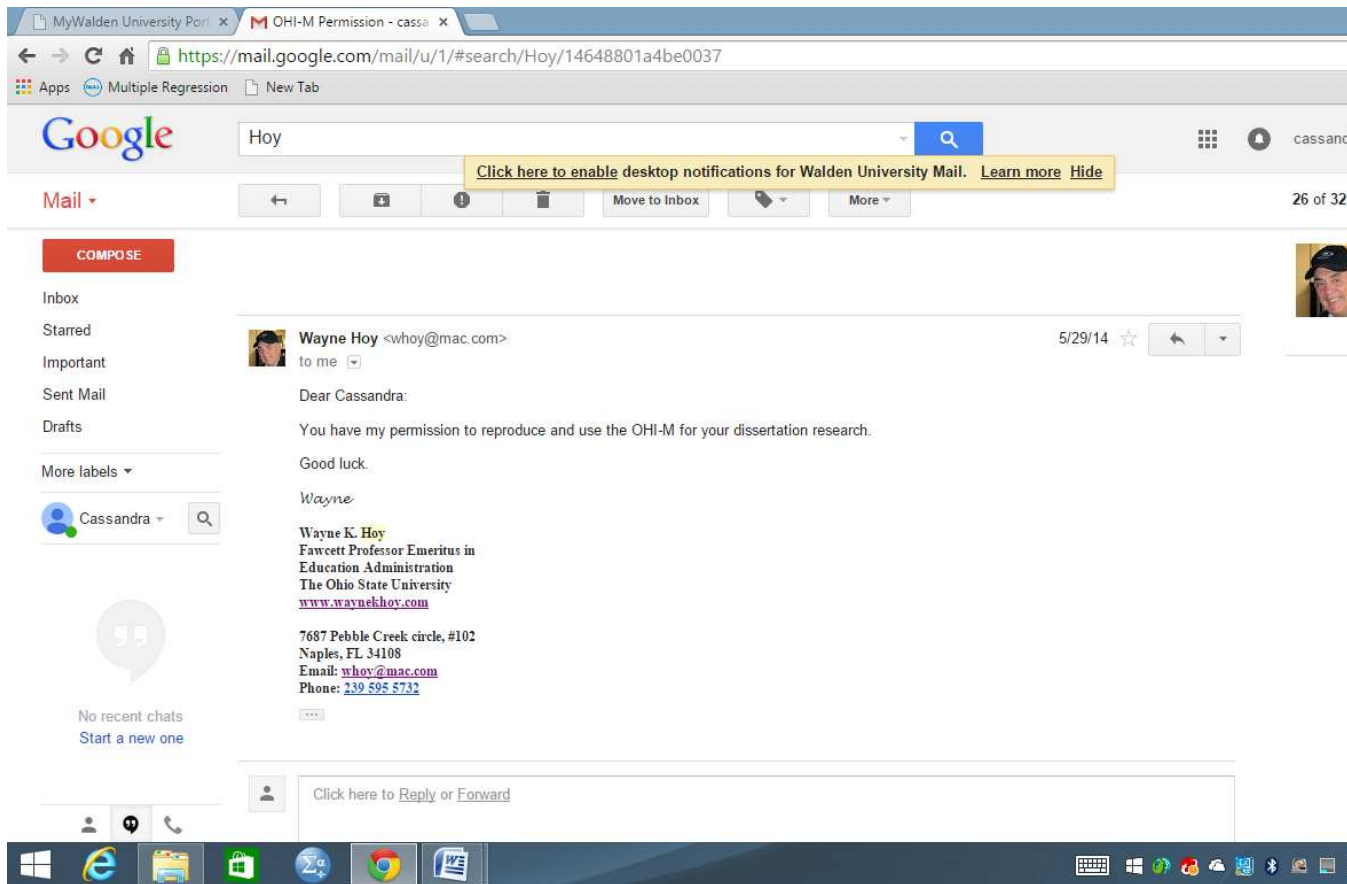 MyWalden University Port
OHI-M Permission - cassa
https://mail.google.com/mail/u/1/#search/Hoy/14648801a4be0037
Apps Multiple Regression New Tab
Google Hoy cassand
Click here to enable desktop notifications for Walden University Mail. Learn more Hide
Mail Move to Inbox More 26 of 32
COMPOSE
Inbox
Starred
Important
Sent Mail
Drafts
More labels
Cassandra
No recent chats
Start a new one
Wayne Hoy <whoy@mac.com> 5/29/14
to me
Dear Cassandra:
You have my permission to reproduce and use the OHI-M for your dissertation research.
Good luck.
Wayne
Wayne K. Hoy
Fawcett Professor Emeritus in
Education Administration
The Ohio State University
www.waynekhoy.com
7687 Pebble Creek circle, #102
Naples, FL 34108
Email: whoy@mac.com
Phone: 239 595 5732
Click here to Reply or Forward